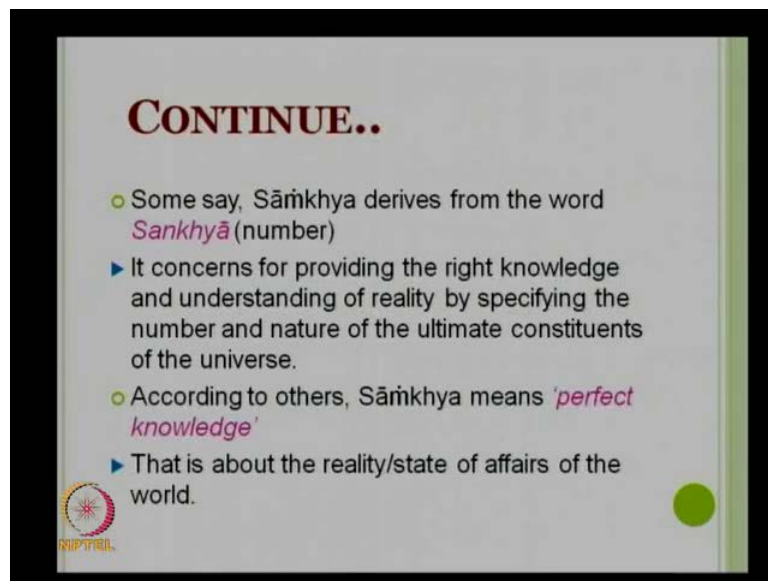 CONTINUE..
Some say, Sāṁkhya derives from the word
Sankhyā (number)
It concerns for providing the right knowledge
and understanding of reality by specifying the
number and nature of the ultimate constituents
of the universe.
According to others, Sāṁkhya means 'perfect
knowledge'
That is about the reality/state of affairs of the
world.
NPTEL